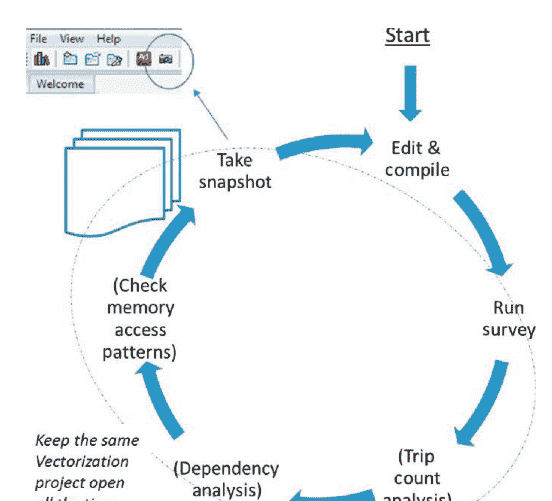 File View Help
Welcome
Start
Edit &
compile
Take
snapshot
(Check
memory
access
patterns)
Run
survey
(Trip
count
analysis)
(Dependency
analysis)
Keep the same
Vectorization
project open